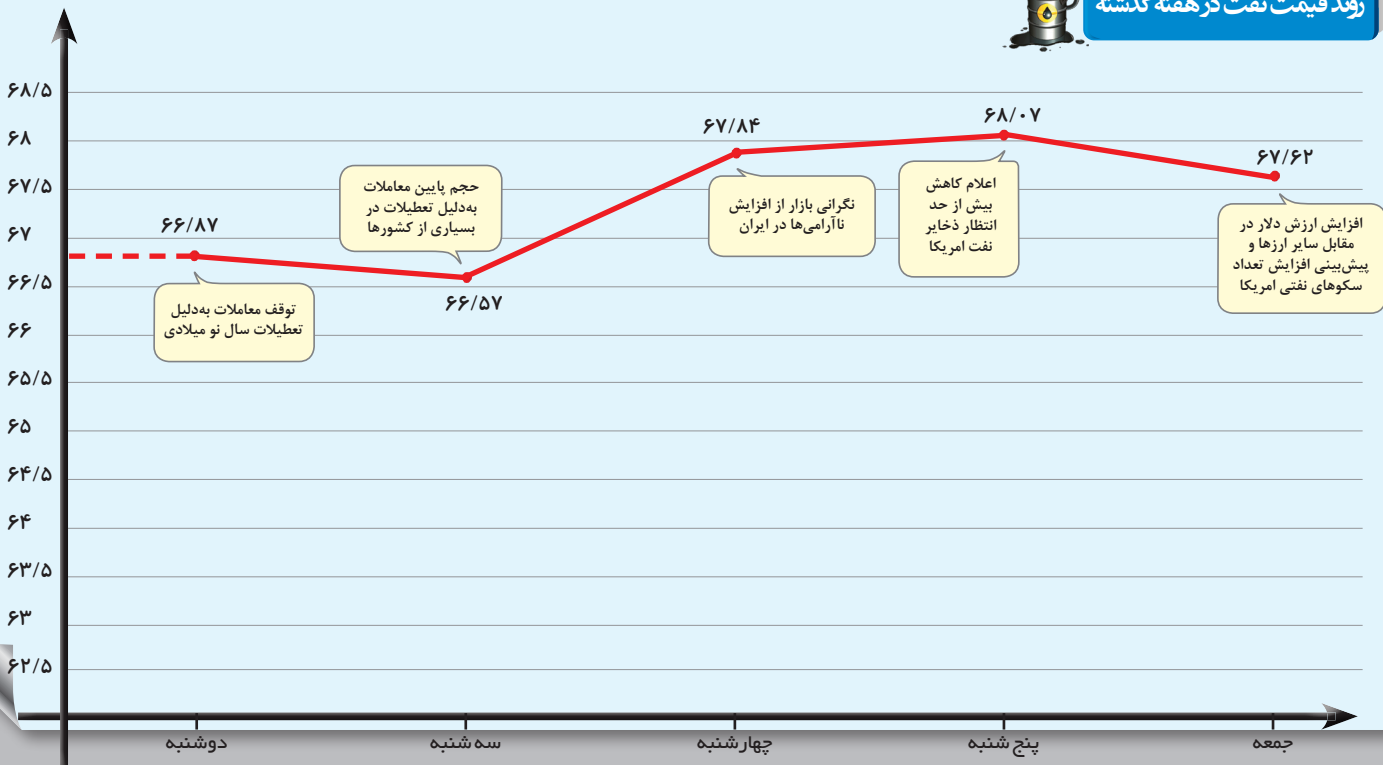 روند قیمت نفت در هفته گذشته
۶۸/۵
۶۸
۶۷/۵
۶۷
۶۶/۵
۶۶
۶۵/۵
۶۵
۶۴/۵
۶۴
۶۳/۵
۶۳
۶۲/۵
۶۶/۸۷
توقف معاملات به‌دلیل
تعطیلات سال نو میلادی
حجم پایین معاملات
به‌دلیل تعطیلات در
بسیاری از کشورها
۶۶/۵۷
۶۷/۸۴
نگرانی بازار از افزایش
ناآرامی‌ها در ایران
۶۸/۰۷
اعلام کاهش
بیش از حد
انتظار ذخایر
نفت امریکا
۶۷/۶۲
افزایش ارزش دلار در
مقابل سایر ارزها و
پیش‌بینی افزایش تعداد
سکوهای نفتی امریکا
دوشنبه
سه شنبه
چهارشنبه
پنج شنبه
جمعه